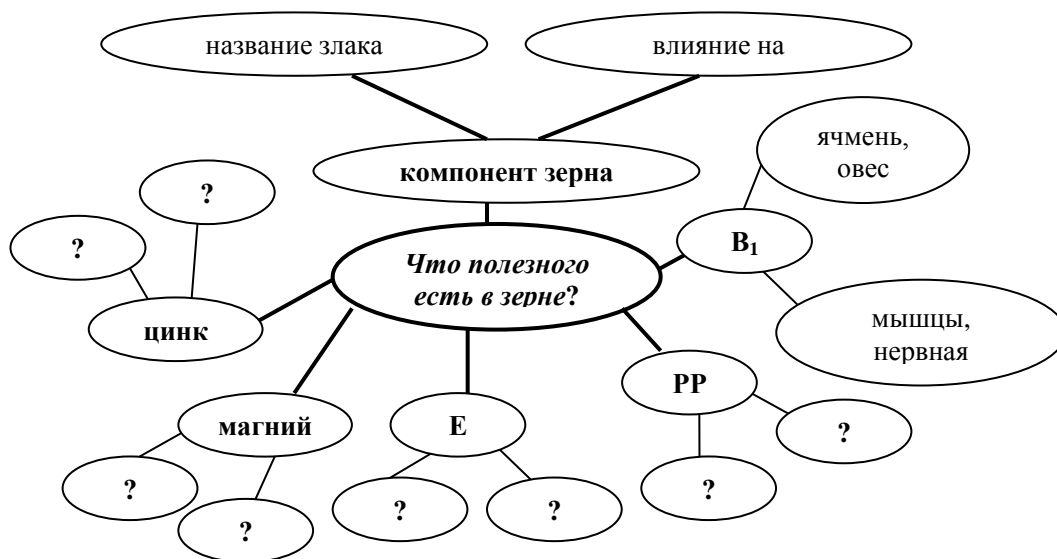 название злака
влияние на
компонент зерна
ячмень,
овес
?
?
B₁
Что полезного
есть в зерне?
цинк
мышцы,
нервная
PP
магний
E
?
?
?
?
?
?